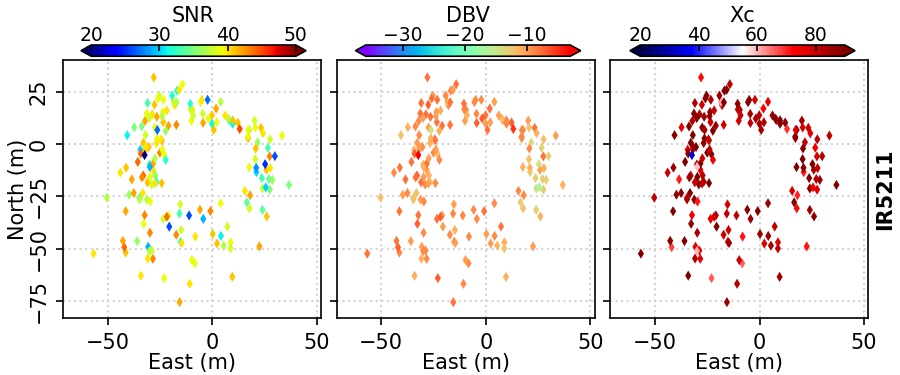 SNR DBV Xc
20 30 40 50 −30 −20 −10 20 40 60 80
25
0
−25
−50
−75
North (m)
IR5211
−50 0 50 −50 0 50 −50 0 50
East (m) East (m) East (m)